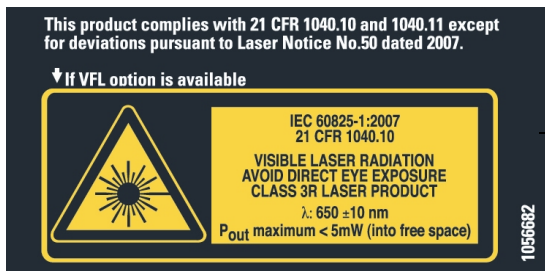 This product complies with 21 CFR 1040.10 and 1040.11 except
for deviations pursuant to Laser Notice No.50 dated 2007.
If VFL option is available
IEC 60825-1:2007
21 CFR 1040.10
VISIBLE LASER RADIATION
AVOID DIRECT EYE EXPOSURE
CLASS 3R LASER PRODUCT
λ: 650 ±10 nm
Pout maximum < 5mW (into free space)
1056682